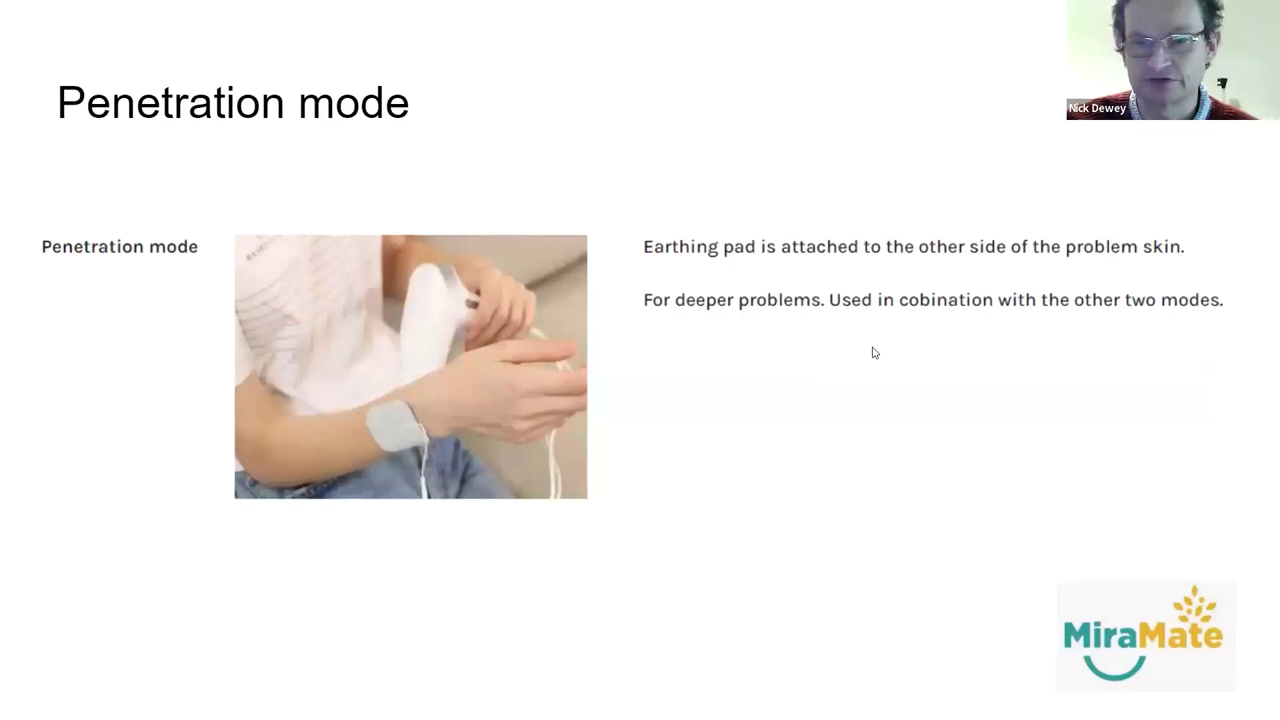 Penetration mode
Nick Dewey
Penetration mode
Earthing pad is attached to the other side of the problem skin.
For deeper problems. Used in cobination with the other two modes.
MiraMate